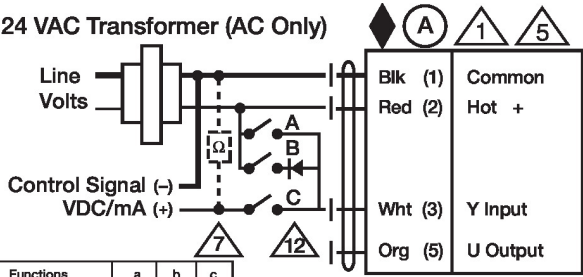 24 VAC Transformer (AC Only)
A
1
5
Line
Volts
Blk (1) Common
Red (2) Hot +
A
Ω
B
Control Signal (–)
VDC/mA (+)
C
Wht (3) Y Input
7
12
Org (5) U Output
Functions a b c